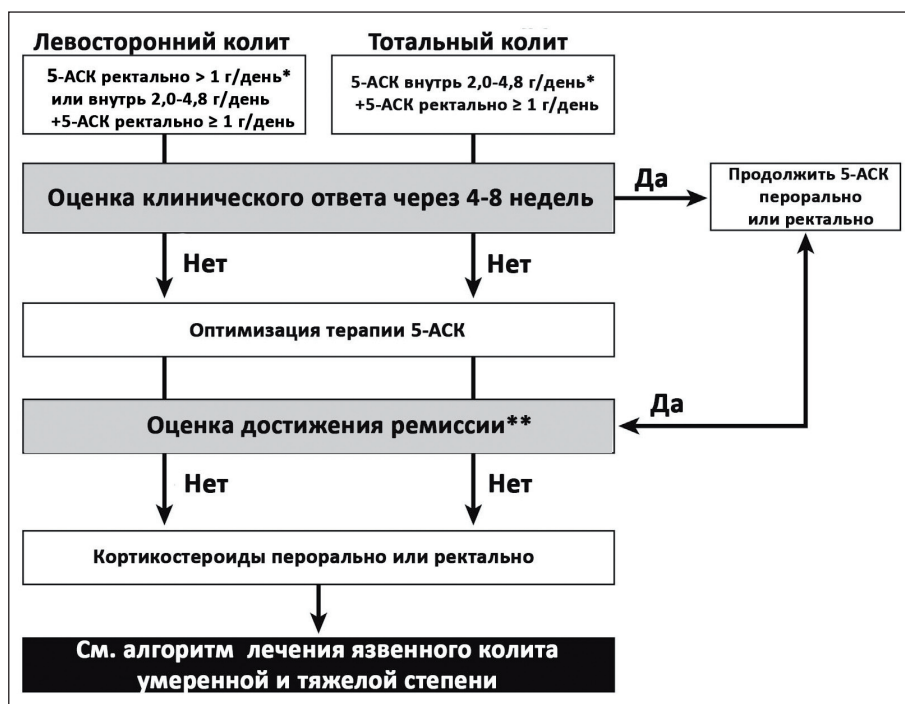 Левосторонний колит
5-АСК ректально > 1 г/день*
или внутрь 2,0-4,8 г/день
+5-АСК ректально ≥ 1 г/день
Тотальный колит
5-АСК внутрь 2,0-4,8 г/день*
+5-АСК ректально ≥ 1 г/день
Оценка клинического ответа через 4-8 недель
Да
Продолжить 5-АСК
перорально
или ректально
Нет
Нет
Оптимизация терапии 5-АСК
Оценка достижения ремиссии**
Да
Нет
Нет
Кортикостероиды перорально или ректально
См. алгоритм лечения язвенного колита
умеренной и тяжелой степени